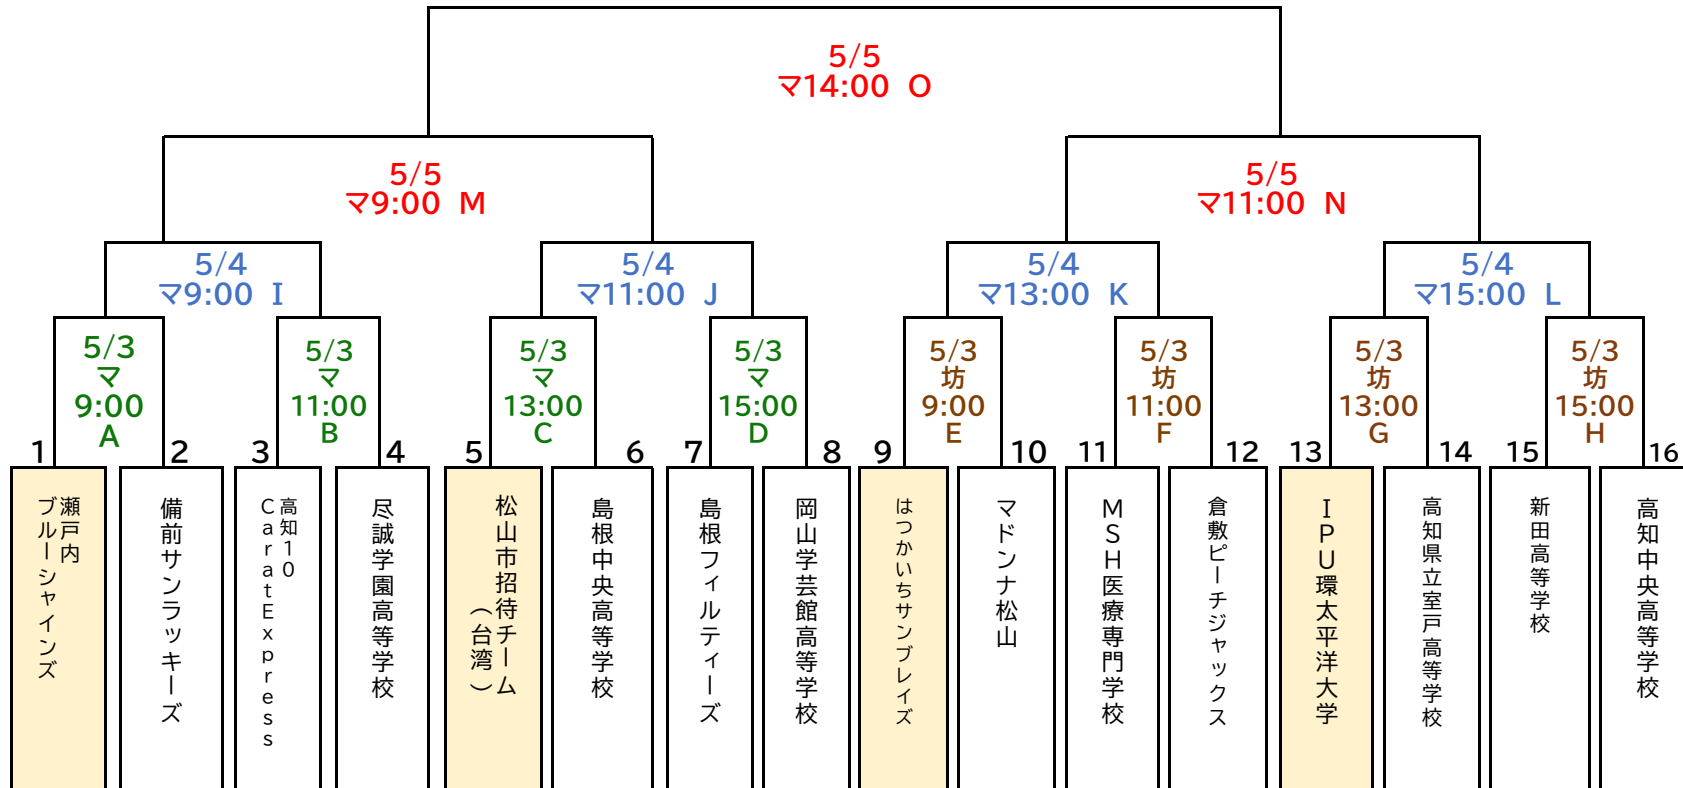 5/5
マ14:00 O
5/5
マ9:00 M
5/5
マ11:00 N
5/4
マ9:00 I
5/4
マ11:00 J
5/4
マ13:00 K
5/4
マ15:00 L
5/3
マ
9:00
A
5/3
マ
11:00
B
5/3
マ
13:00
C
5/3
マ
15:00
D
5/3
坊
9:00
E
5/3
坊
11:00
F
5/3
坊
13:00
G
5/3
坊
15:00
H
1
2
3
4
5
6
7
8
9
10
11
12
13
14
15
16
瀬戸内
ブルーシャインズ
備前サンラッキーズ
高知10
CaratExpress
尽誠学園高等学校
松山市招待チーム
（台湾）
島根中央高等学校
島根フィルティーズ
岡山学芸館高等学校
はつかいちサンブレイズ
マドンナ松山
MSH医療専門学校
倉敷ピーチジャックス
IPU環太平洋大学
高知県立室戸高等学校
新田高等学校
高知中央高等学校